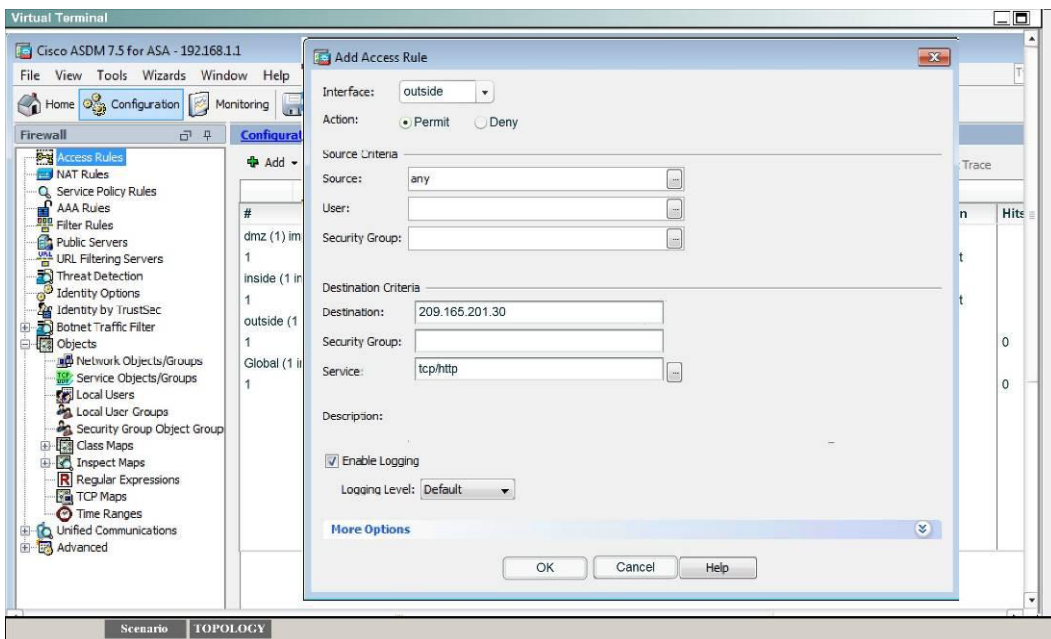 Virtual Terminal
Cisco ASDM 7.5 for ASA - 192.168.1.1
File View Tools Wizards Window Help
Home Configuration Monitoring
Firewall
Access Rules
NAT Rules
Service Policy Rules
AAA Rules
Filter Rules
Public Servers
URL Filtering Servers
Threat Detection
Identity Options
Identity by TrustSec
Botnet Traffic Filter
Objects
Network Objects/Groups
Service Objects/Groups
Local Users
Local User Groups
Security Group Object Group
Class Maps
Inspect Maps
Regular Expressions
TCP Maps
Time Ranges
Unified Communications
Advanced
Configurat
Add
#
dmz (1) im
1
inside (1 in
1
outside (1
1
Global (1 i
1
Add Access Rule
Interface: outside
Action: Permit Deny
Source Criteria
Source: any
User:
Security Group:
Destination Criteria
Destination: 209.165.201.30
Security Group:
Service: tcp/http
Description:
Enable Logging
Logging Level: Default
More Options
OK Cancel Help
Trace
n Hits
t
t
0
0
Scenario TOPOLOGY